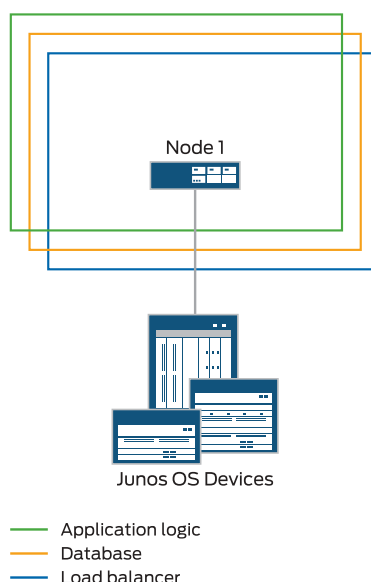 Node 1
Junos OS Devices
Application logic
Database
Load balancer